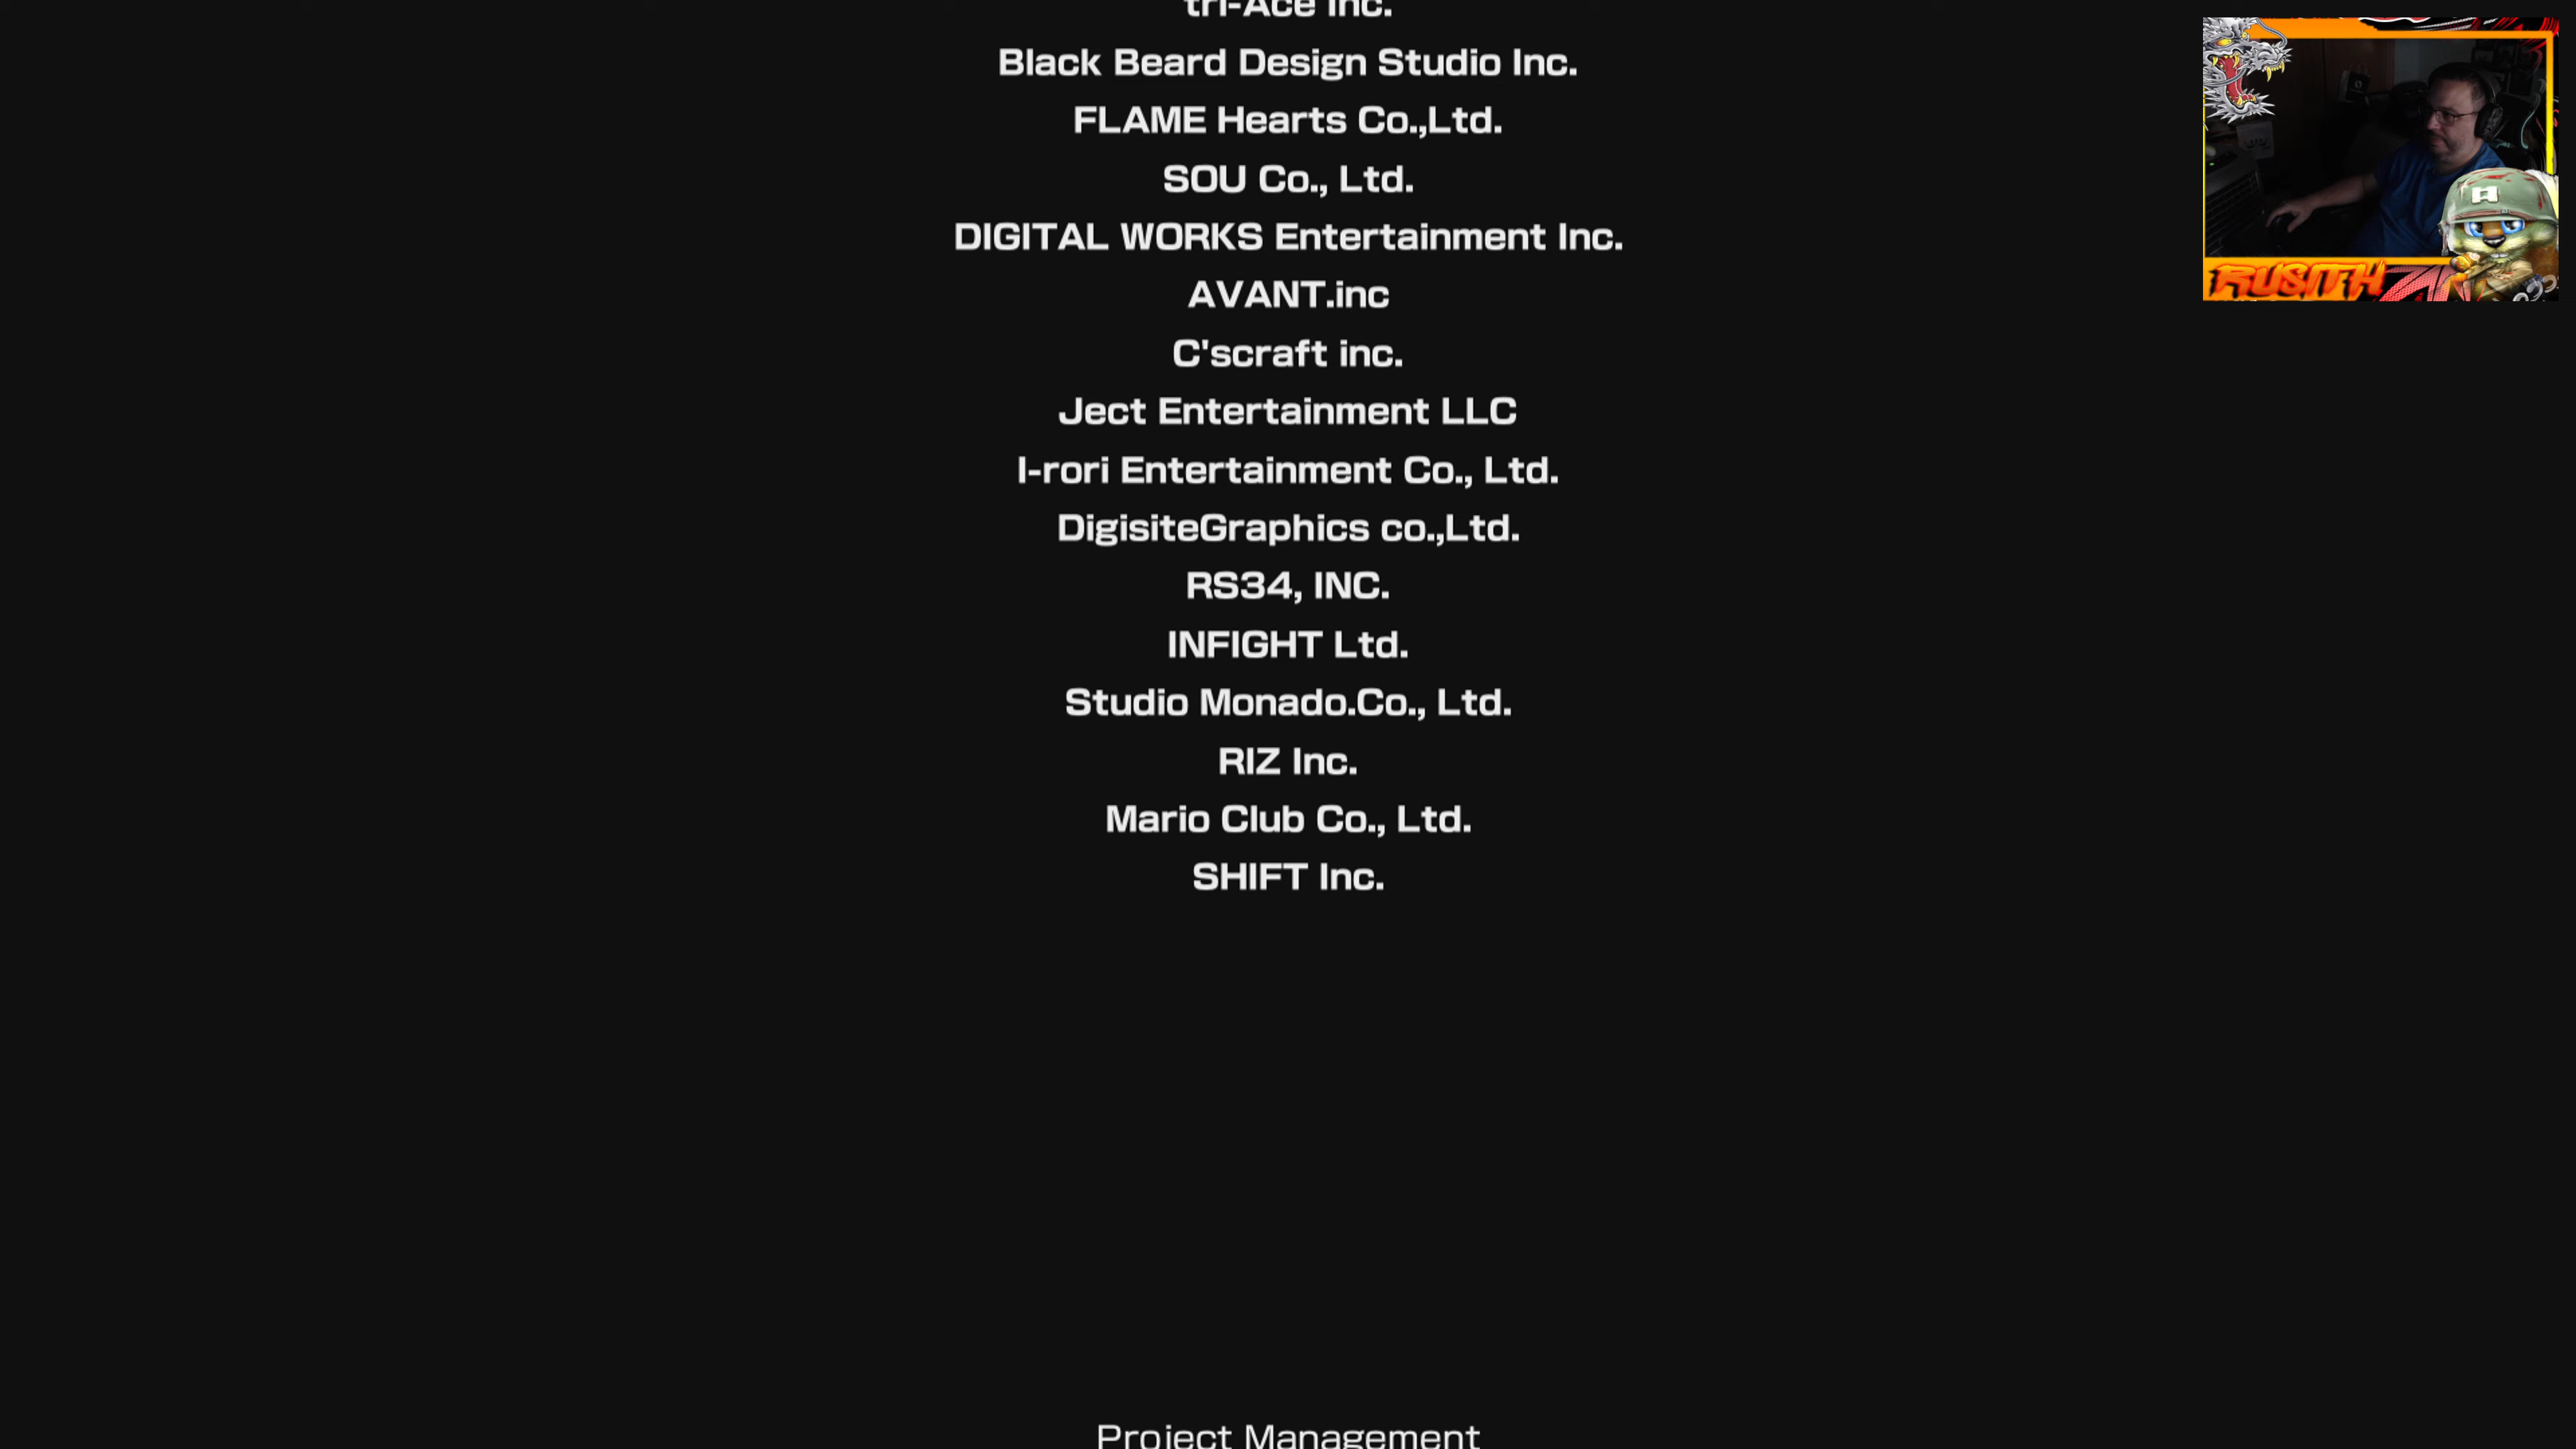 tri-Ace Inc.
Black Beard Design Studio Inc.
FLAME Hearts Co.,Ltd.
SOU Co., Ltd.
DIGITAL WORKS Entertainment Inc.
AVANT.inc
C'scraft inc.
Ject Entertainment LLC
I-rori Entertainment Co., Ltd.
DigisiteGraphics co.,Ltd.
RS34, INC.
INFIGHT Ltd.
Studio Monado.Co., Ltd.
RIZ Inc.
Mario Club Co., Ltd.
SHIFT Inc.
Project Management
RUSITH